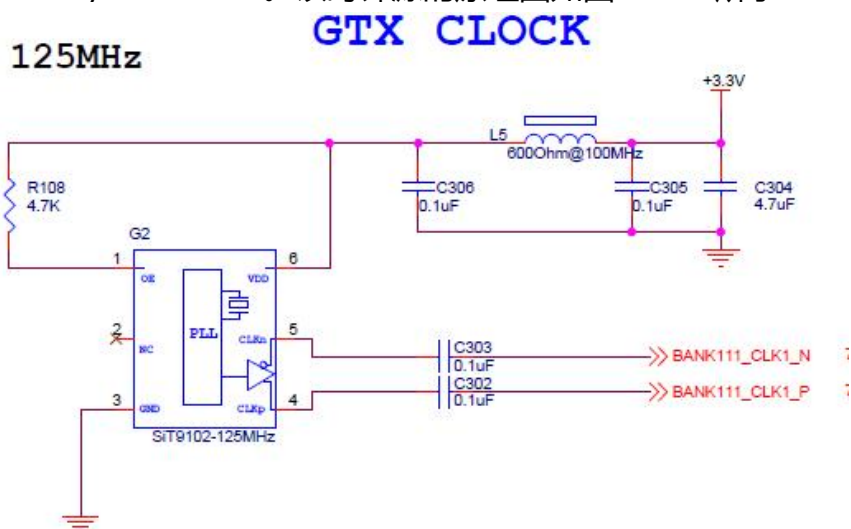 GTX CLOCK
125MHz
+3.3V
L5
600Ohm@100MHz
R108
4.7K
C306
0.1uF
C305
0.1uF
C304
4.7uF
G2
1
OE
6
VDD
2
NC
PLL
5
CLKn
3
GND
4
CLKp
SiT9102-125MHz
C303
0.1uF
BANK111_CLK1_N
C302
0.1uF
BANK111_CLK1_P